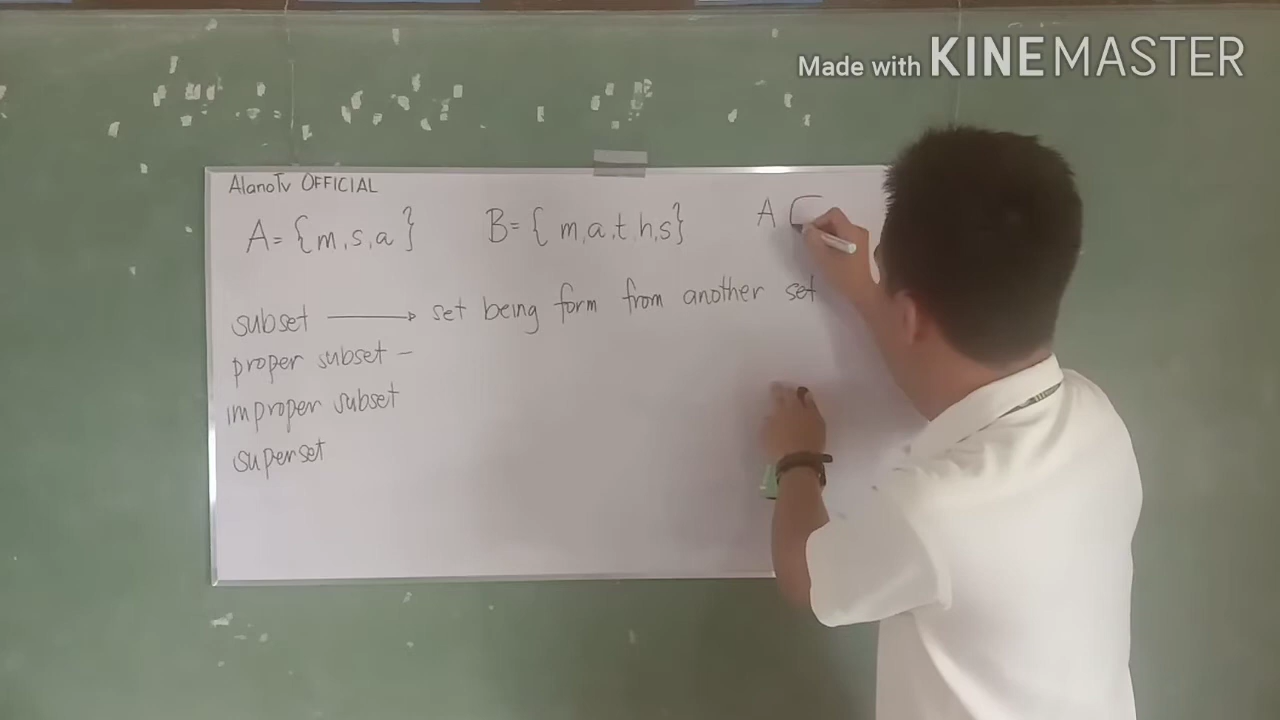 Made with KINEMASTER
AlanoTv OFFICIAL
A = { m, s, a } B = { m, a, t, h, s } A ⊂
subset → set being form from another set
proper subset –
improper subset
superset